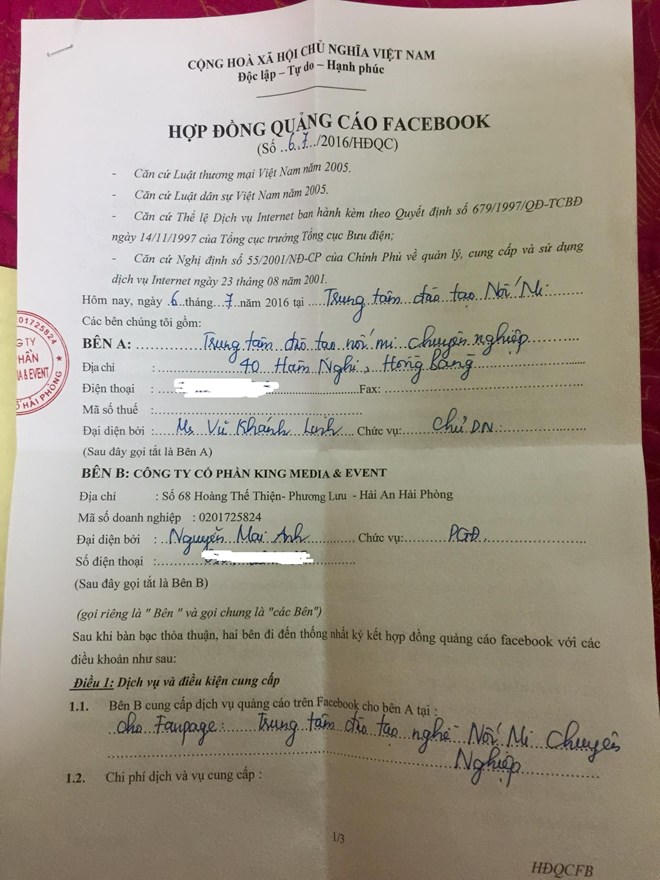 CỘNG HOÀ XÃ HỘI CHỦ NGHĨA VIỆT NAM
Độc lập – Tự do – Hạnh phúc
HỢP ĐỒNG QUẢNG CÁO FACEBOOK
(Số ..6.7../2016/HĐQC)
- Căn cứ Luật thương mại Việt Nam năm 2005.
- Căn cứ Luật dân sự Việt Nam năm 2005.
- Căn cứ Thể lệ Dịch vụ Internet ban hành kèm theo Quyết định số 679/1997/QĐ-TCBĐ
ngày 14/11/1997 của Tổng cục trưởng Tổng cục Bưu điện;
- Căn cứ Nghị định số 55/2001/NĐ-CP của Chính Phủ về quản lý, cung cấp và sử dụng
dịch vụ Internet ngày 23 tháng 08 năm 2001.
Hôm nay, ngày 6 tháng 7 năm 2016 tại Trung tâm đào tạo Nối Mi
Các bên chúng tôi gồm:
BÊN A: Trung tâm đào tạo nối mi chuyên nghiệp
Địa chỉ : 40 Hàm Nghi, Hồng Bàng
Điện thoại : Fax:
Mã số thuế :
Đại diện bởi : Ms Vũ Khánh Linh Chức vụ: Chủ DN
(Sau đây gọi tắt là Bên A)
BÊN B: CÔNG TY CỔ PHẦN KING MEDIA & EVENT
Địa chỉ : Số 68 Hoàng Thế Thiện- Phương Lưu - Hải An Hải Phòng
Mã số doanh nghiệp : 0201725824
Đại diện bởi : Nguyễn Mai Anh Chức vụ: PGĐ
Số điện thoại :
(Sau đây gọi tắt là Bên B)
(gọi riêng là " Bên " và gọi chung là "các Bên")
Sau khi bàn bạc thỏa thuận, hai bên đi đến thống nhất ký kết hợp đồng quảng cáo facebook với các
điều khoản như sau:
Điều 1: Dịch vụ và điều kiện cung cấp
1.1. Bên B cung cấp dịch vụ quảng cáo trên Facebook cho bên A tại :
cho Fanpage: Trung tâm đào tạo nghề Nối Mi Chuyên
Nghiệp
1.2. Chi phí dịch và vụ cung cấp :
1/3
HĐQCFB
0201725824
G TY
PHẦN
IA & EVENT
HẢI PHÒNG